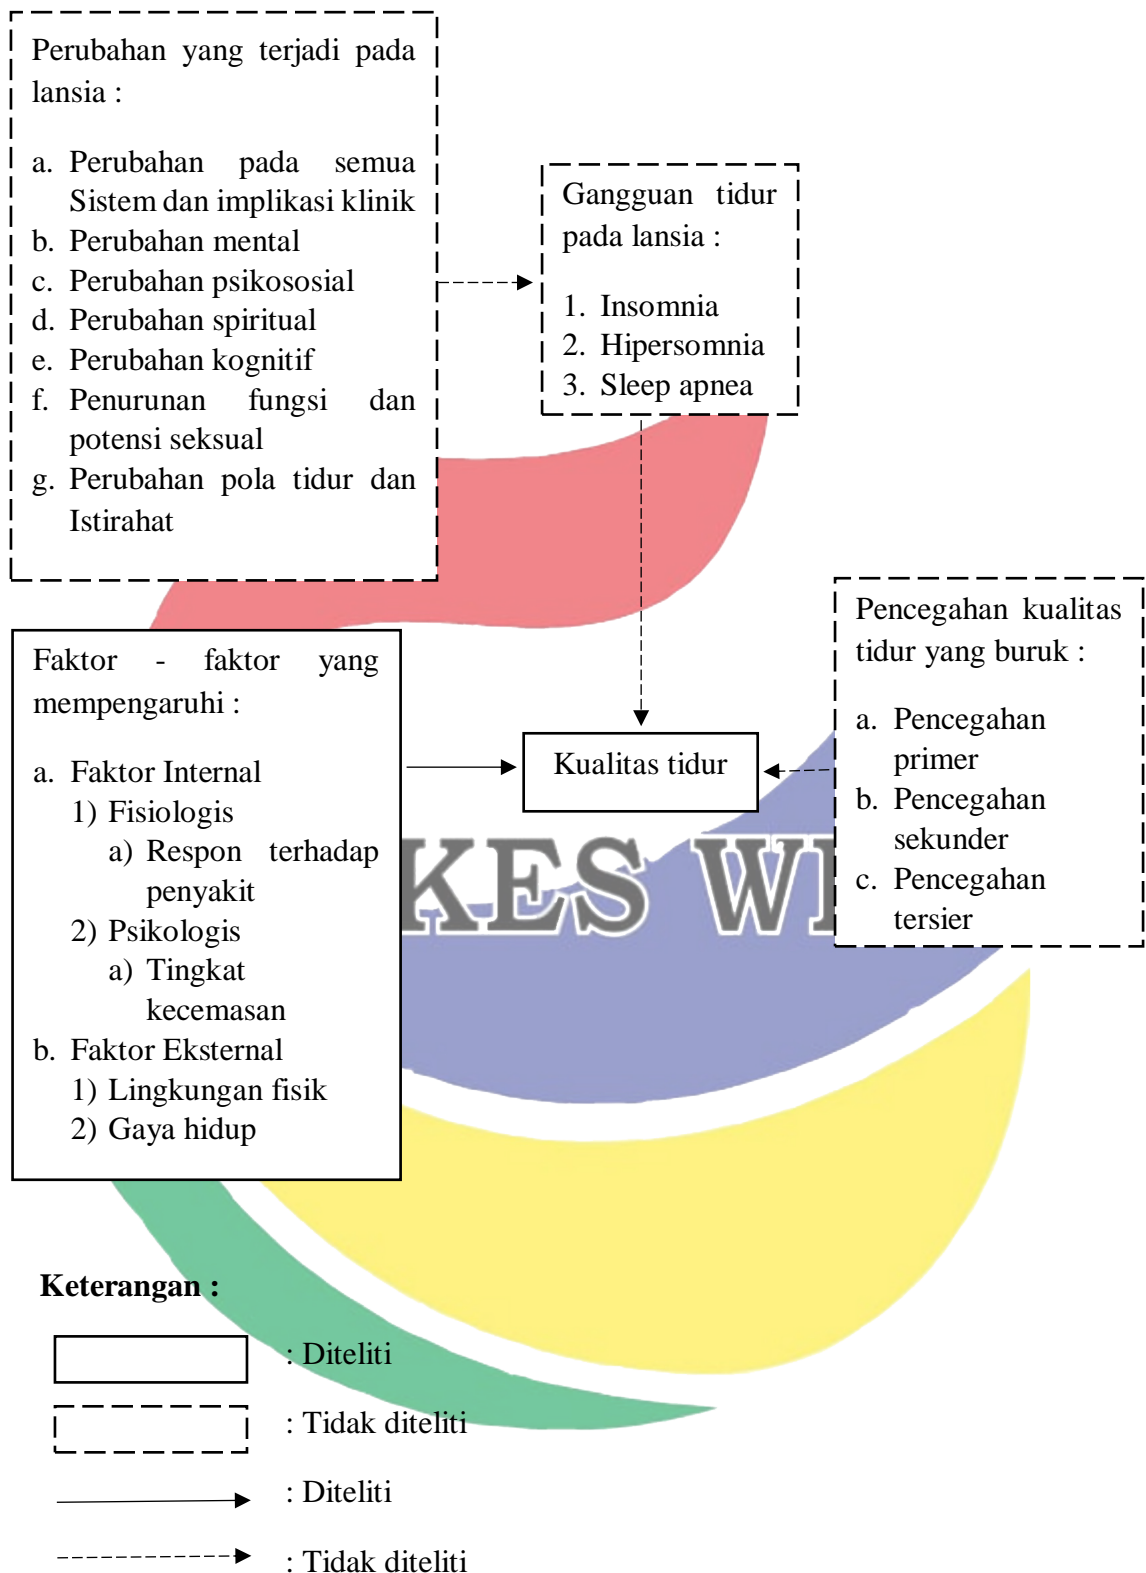 Perubahan yang terjadi pada
lansia :
a. Perubahan pada semua
Sistem dan implikasi klinik
b. Perubahan mental
c. Perubahan psikososial
d. Perubahan spiritual
e. Perubahan kognitif
f. Penurunan fungsi dan
potensi seksual
g. Perubahan pola tidur dan
Istirahat
Gangguan tidur
pada lansia :
1. Insomnia
2. Hipersomnia
3. Sleep apnea
Faktor - faktor yang
mempengaruhi :
a. Faktor Internal
1) Fisiologis
a) Respon terhadap
penyakit
2) Psikologis
a) Tingkat
kecemasan
b. Faktor Eksternal
1) Lingkungan fisik
2) Gaya hidup
Kualitas tidur
Pencegahan kualitas
tidur yang buruk :
a. Pencegahan
primer
b. Pencegahan
sekunder
c. Pencegahan
tersier
KES W
Keterangan :
: Diteliti
: Tidak diteliti
: Diteliti
: Tidak diteliti